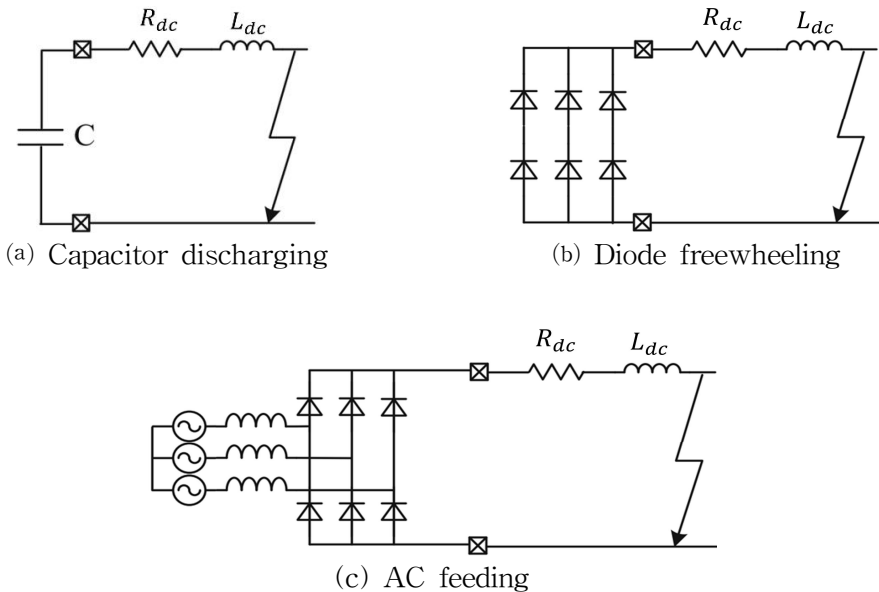 R_dc L_dc
C
(a) Capacitor discharging
R_dc L_dc
(b) Diode freewheeling
R_dc L_dc
(c) AC feeding